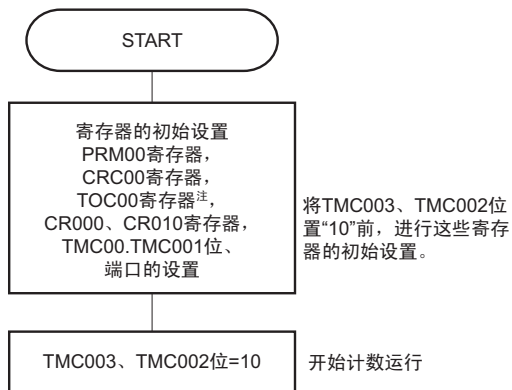 START
寄存器的初始设置
PRM00寄存器，
CRC00寄存器，
TOC00寄存器注，
CR000、CR010寄存器，
TMC00.TMC001位、
端口的设置
将TMC003、TMC002位
置“10”前，进行这些寄存
器的初始设置。
TMC003、TMC002位=10
开始计数运行